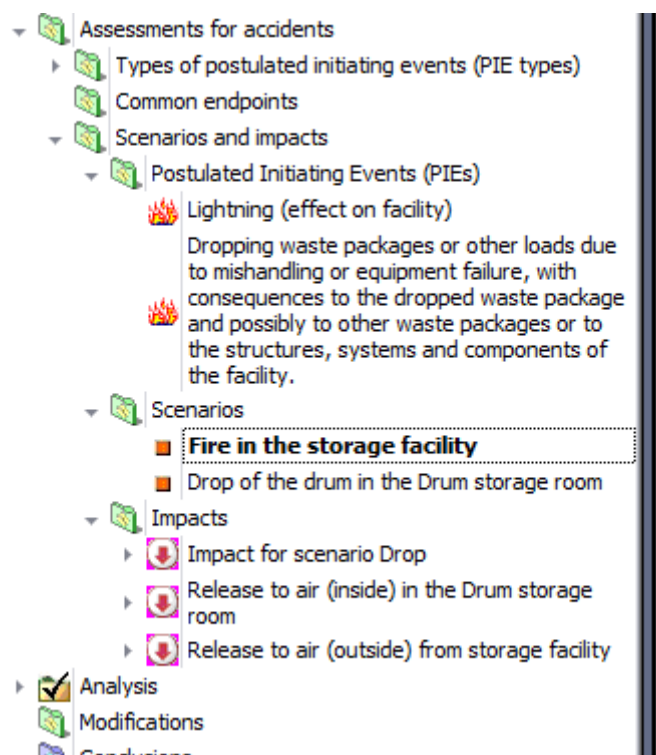 Assessments for accidents
Types of postulated initiating events (PIE types)
Common endpoints
Scenarios and impacts
Postulated Initiating Events (PIEs)
Lightning (effect on facility)
Dropping waste packages or other loads due
to mishandling or equipment failure, with
consequences to the dropped waste package
and possibly to other waste packages or to
the structures, systems and components of
the facility.
Scenarios
Fire in the storage facility
Drop of the drum in the Drum storage room
Impacts
Impact for scenario Drop
Release to air (inside) in the Drum storage
room
Release to air (outside) from storage facility
Analysis
Modifications
Conclusions